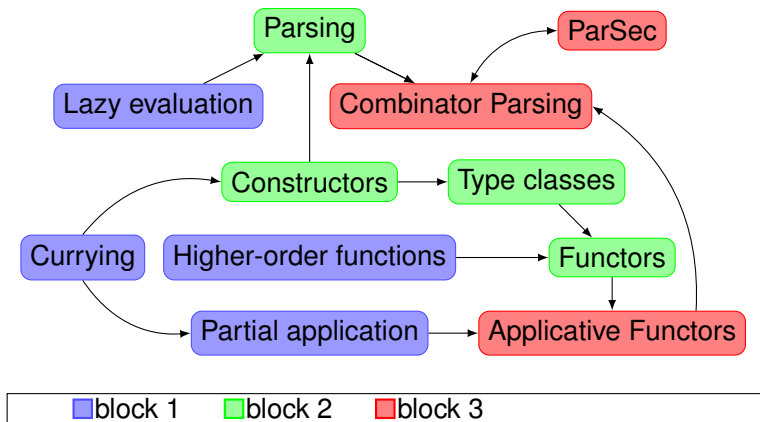 Parsing
ParSec
Lazy evaluation
Combinator Parsing
Constructors
Type classes
Currying
Higher-order functions
Functors
Partial application
Applicative Functors
block 1
block 2
block 3